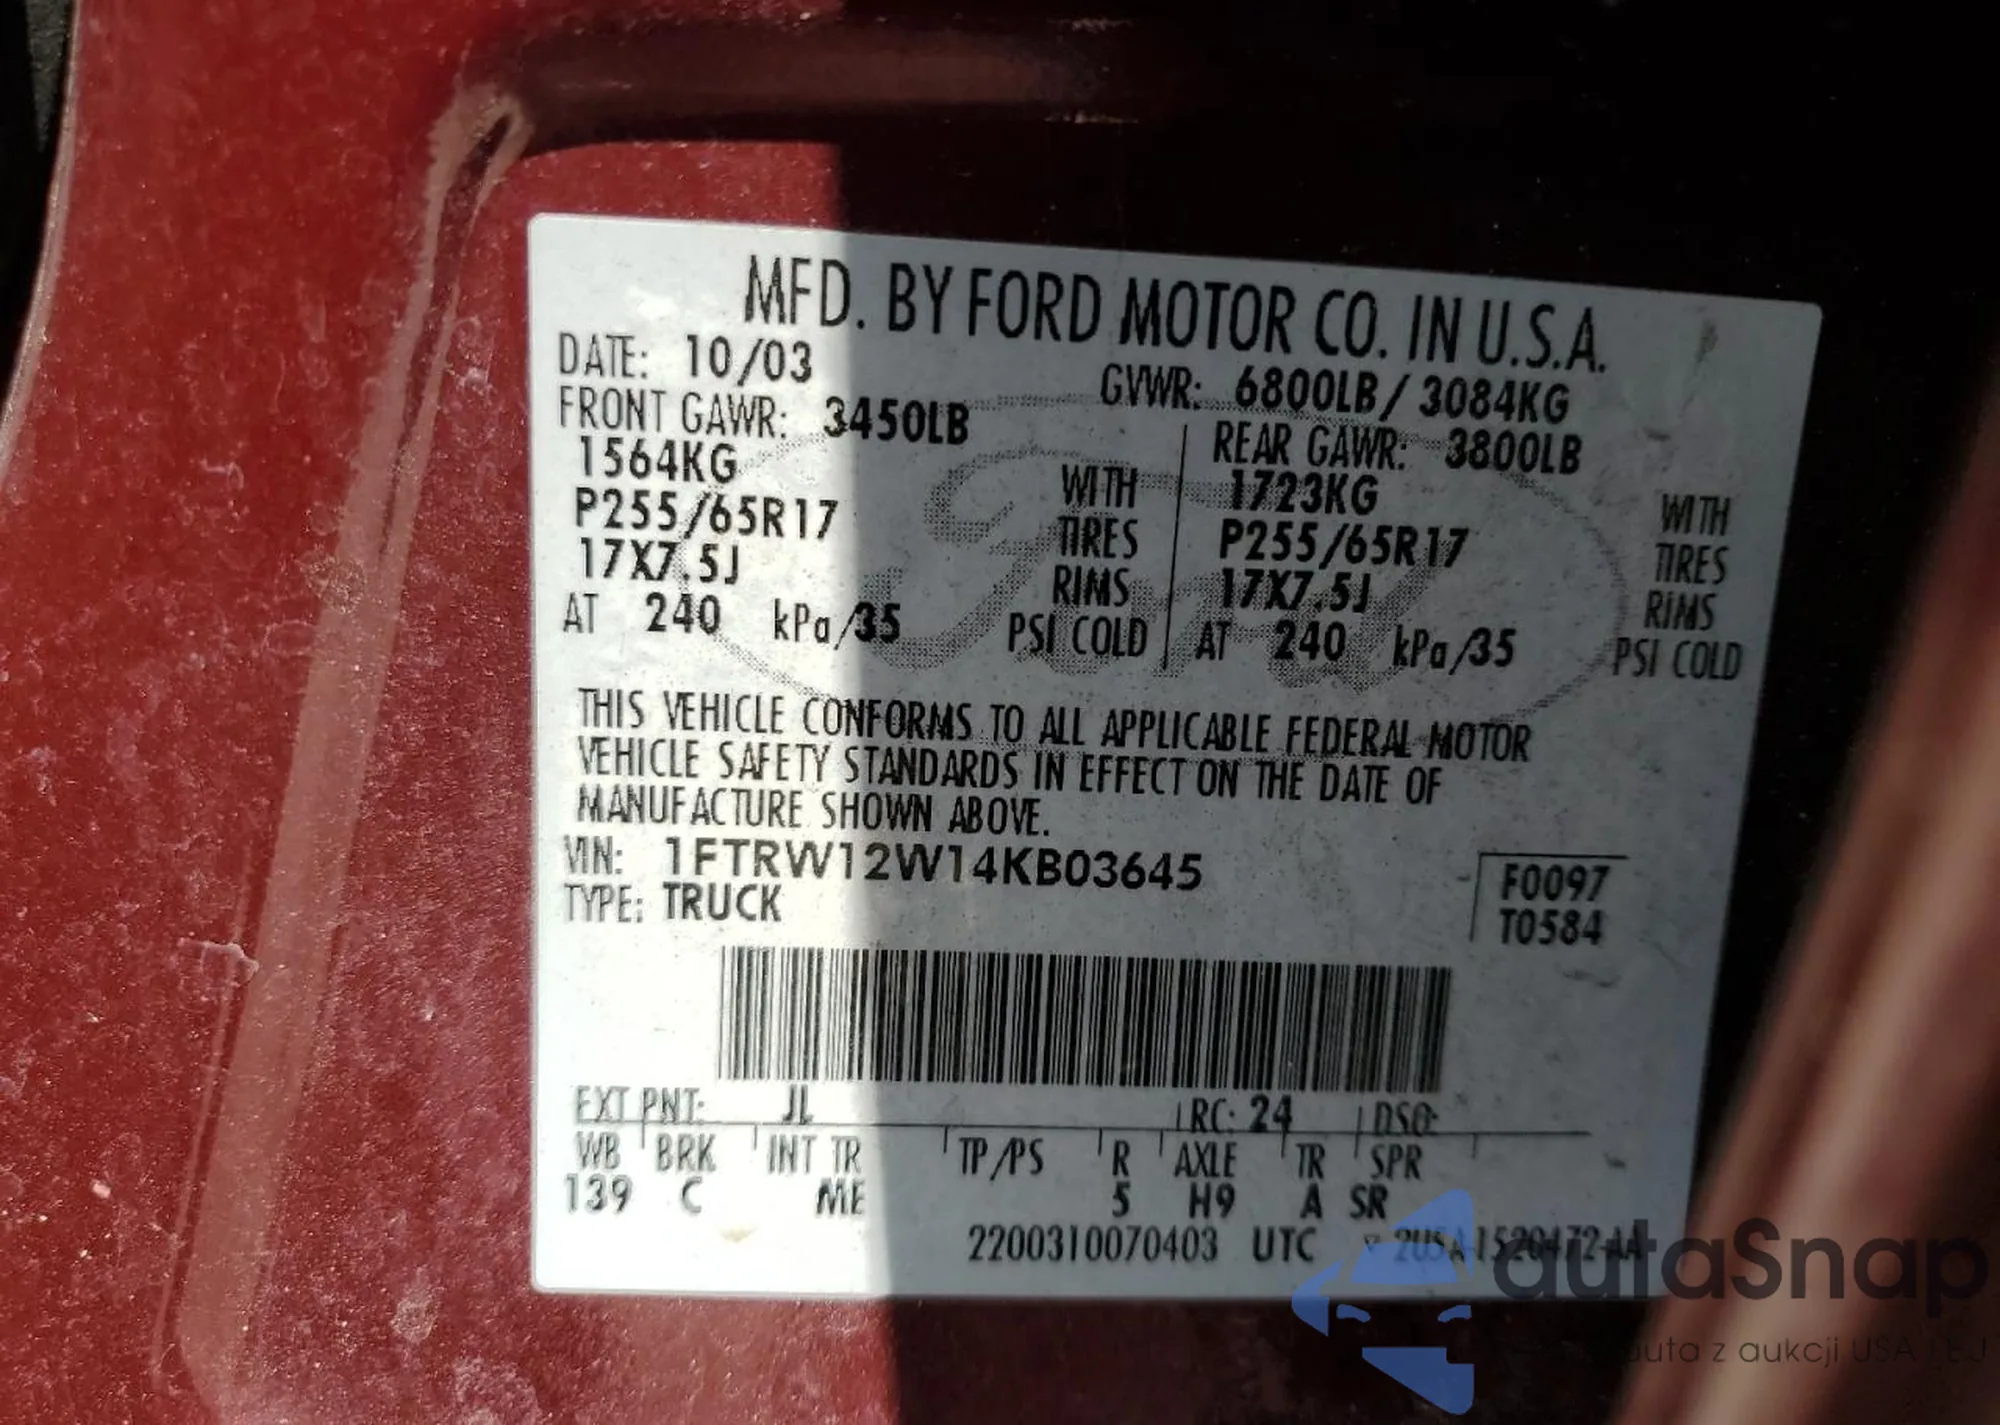 MFD. BY FORD MOTOR CO. IN U.S.A.
DATE: 10/03 GVWR: 6800LB / 3084KG
FRONT GAWR: 3450LB REAR GAWR: 3800LB
1564KG WITH 1723KG WITH
P255/65R17 TIRES P255/65R17 TIRES
17X7.5J RIMS 17X7.5J RIMS
AT 240 kPa/35 PSI COLD AT 240 kPa/35 PSI COLD
THIS VEHICLE CONFORMS TO ALL APPLICABLE FEDERAL MOTOR
VEHICLE SAFETY STANDARDS IN EFFECT ON THE DATE OF
MANUFACTURE SHOWN ABOVE.
VIN: 1FTRW12W14KB03645 F0097
TYPE: TRUCK T0584
EXT PNT: JL RC: 24 DSO:
WB BRK INT TR TP/PS R AXLE TR SPR
139 C ME 5 H9 A SR
2200310070403 UTC
autaSnap
auta z aukcji USA